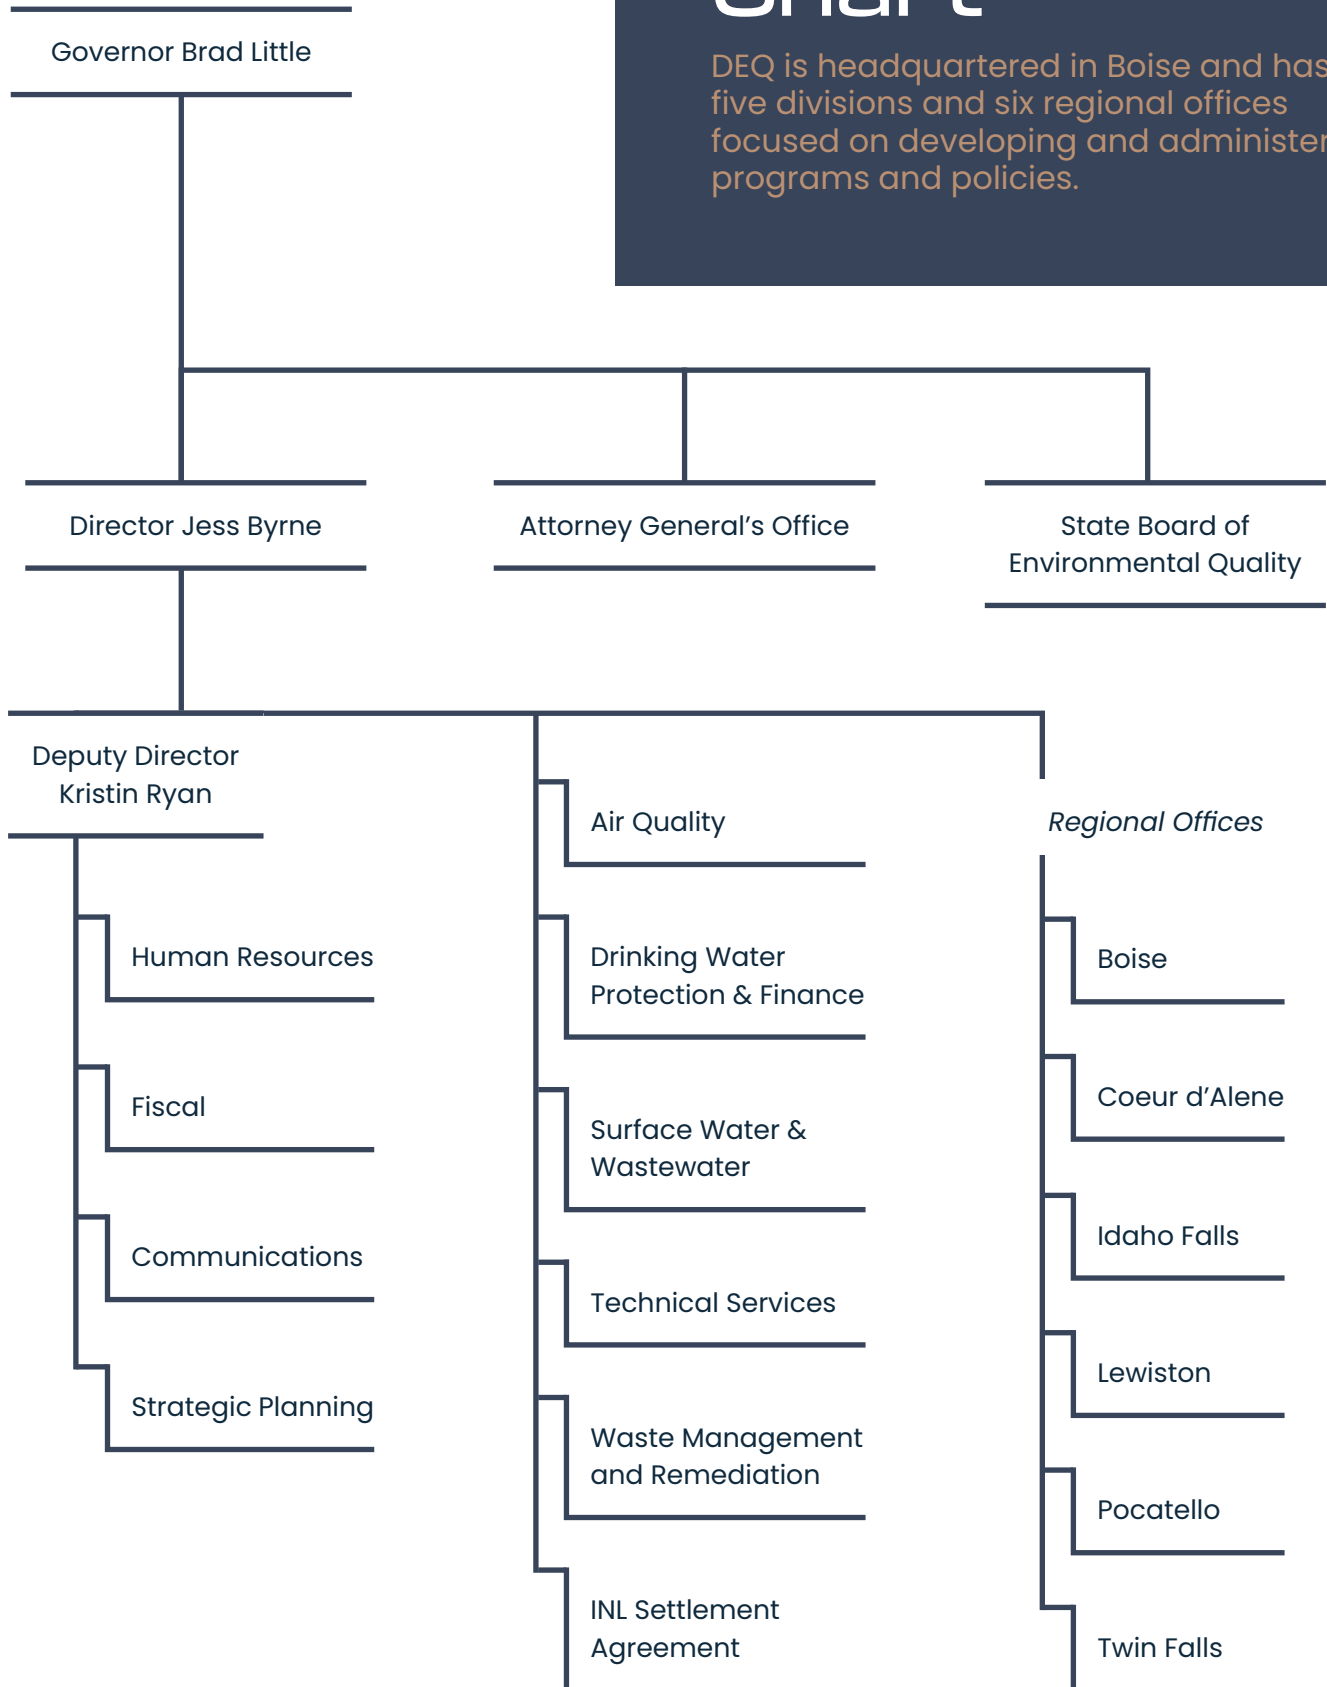 Chart
Governor Brad Little
DEQ is headquartered in Boise and has
five divisions and six regional offices
focused on developing and administer
programs and policies.
Director Jess Byrne
Attorney General’s Office
State Board of
Environmental Quality
Deputy Director
Kristin Ryan
Human Resources
Fiscal
Communications
Strategic Planning
Air Quality
Drinking Water
Protection & Finance
Surface Water &
Wastewater
Technical Services
Waste Management
and Remediation
INL Settlement
Agreement
Regional Offices
Boise
Coeur d’Alene
Idaho Falls
Lewiston
Pocatello
Twin Falls